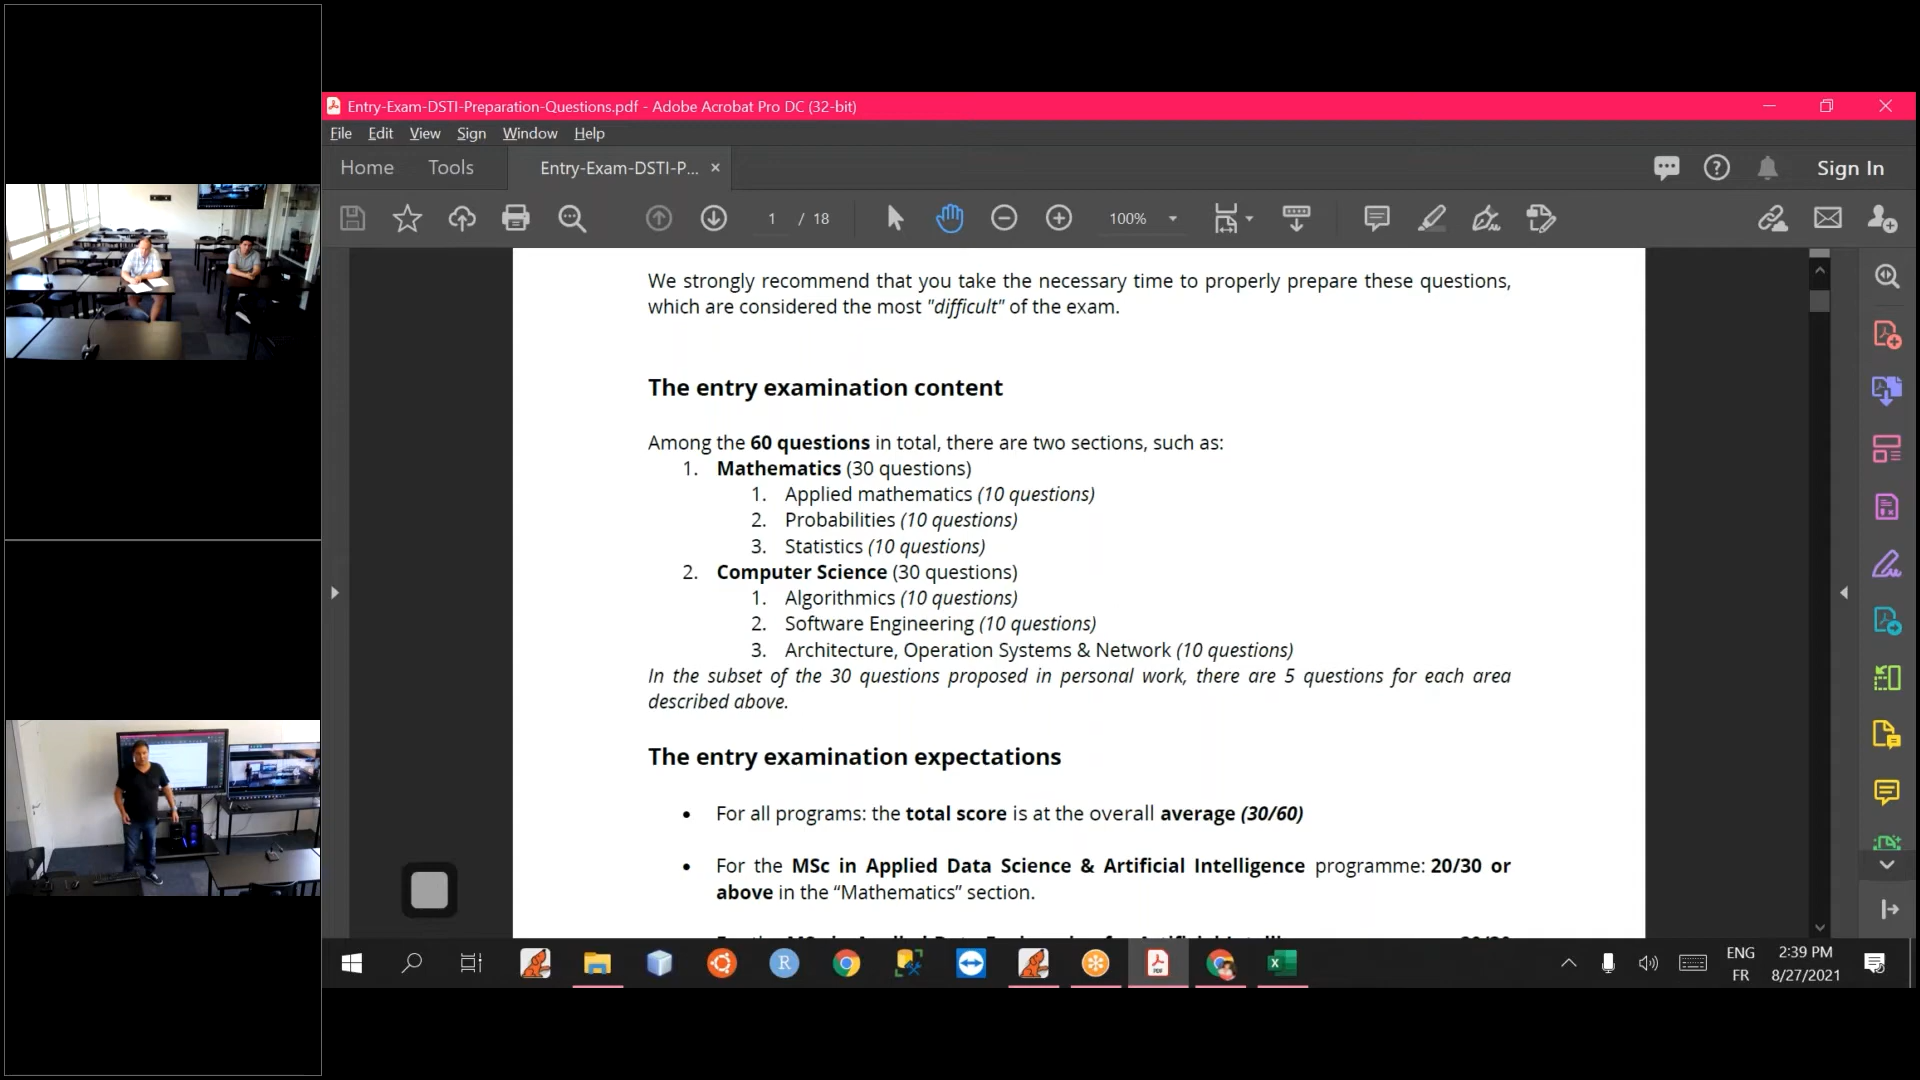 Entry-Exam-DSTI-Preparation-Questions.pdf - Adobe Acrobat Pro DC (32-bit)
File Edit View Sign Window Help
Home Tools Entry-Exam-DSTI-P... Sign In
1 / 18 100%
We strongly recommend that you take the necessary time to properly prepare these questions,
which are considered the most "difficult" of the exam.
The entry examination content
Among the 60 questions in total, there are two sections, such as:
1. Mathematics (30 questions)
1. Applied mathematics (10 questions)
2. Probabilities (10 questions)
3. Statistics (10 questions)
2. Computer Science (30 questions)
1. Algorithmics (10 questions)
2. Software Engineering (10 questions)
3. Architecture, Operation Systems & Network (10 questions)
In the subset of the 30 questions proposed in personal work, there are 5 questions for each area
described above.
The entry examination expectations
• For all programs: the total score is at the overall average (30/60)
• For the MSc in Applied Data Science & Artificial Intelligence programme: 20/30 or
above in the “Mathematics” section.
ENG
FR
2:39 PM
8/27/2021